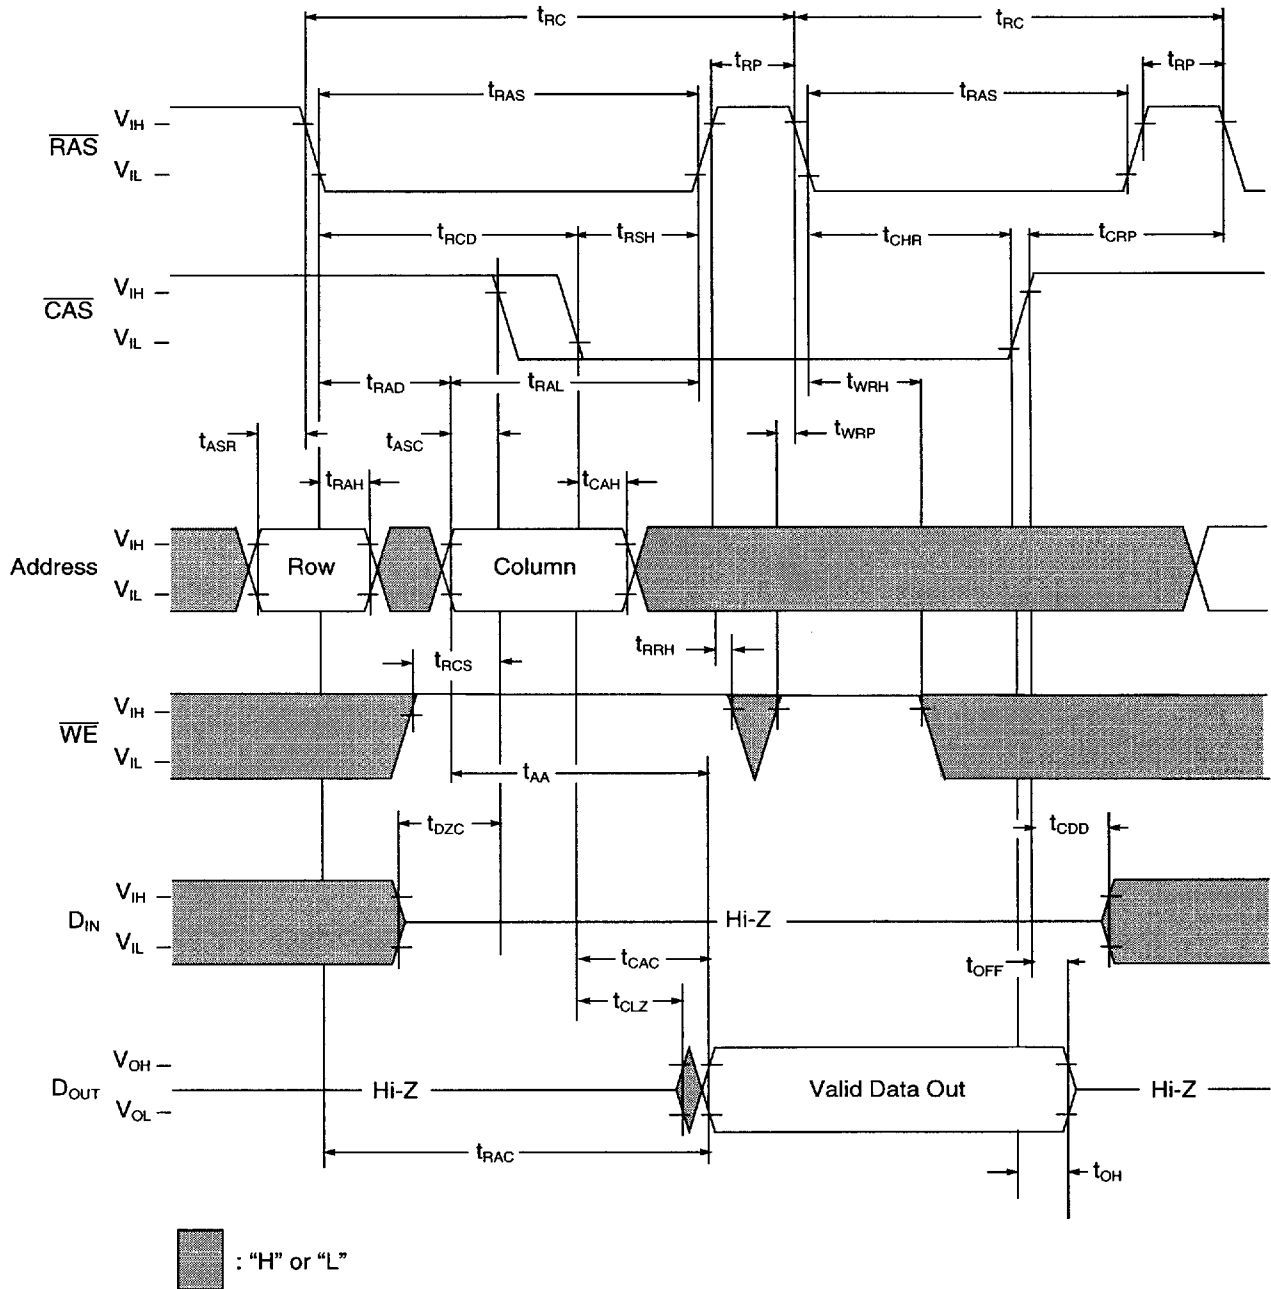 tRC tRC
tRP tRP
tRAS tRAS
RAS VIH
VIL
tRCD tRSH tCHR tCRP
CAS VIH
VIL
tRAD tRAL tWRH
tASR tASC tWRP
tRAH tCAH
Address VIH
VIL
Row Column
tRRH
tRCS
WE VIH
VIL
tAA
tDZC tCDD
DIN VIH
VIL
Hi-Z
tCAC tOFF
tCLZ
DOUT VOH
VOL
Hi-Z Valid Data Out Hi-Z
tRAC tOH
: “H” or “L”